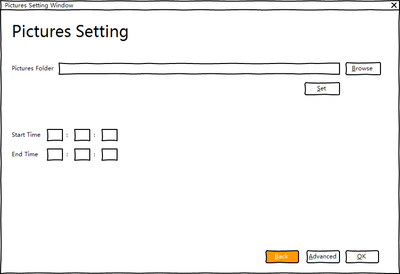 Pictures Setting Window
Pictures Setting
Pictures Folder
Browse
Set
Start Time : :
End Time : :
Back Advanced OK